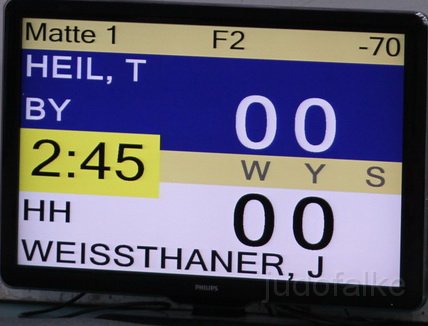 Matte 1 F2 -70
HEIL, T
BY 0 0
2:45 W Y S
HH 0 0
WEISSTHANER, J
PHILIPS
judofalke